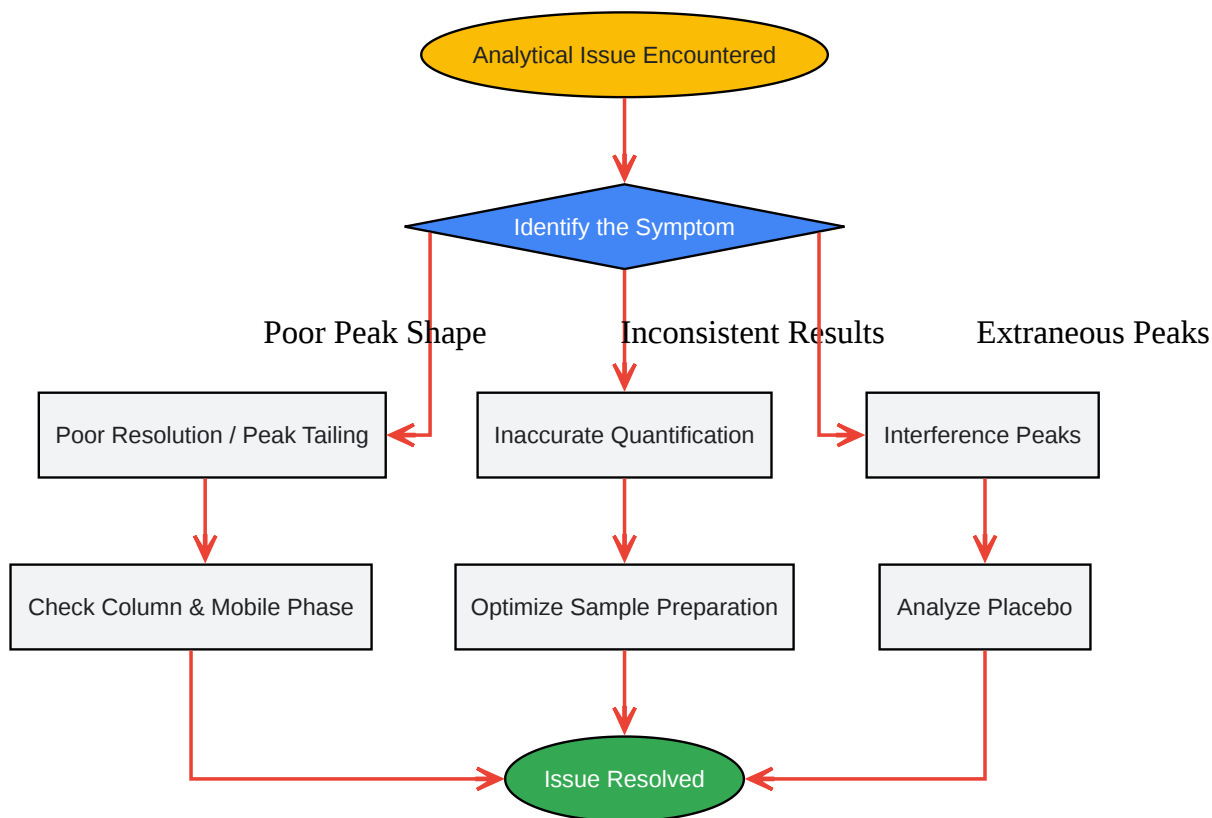 Analytical Issue Encountered
Identify the Symptom
Poor Peak Shape
Inconsistent Results
Extraneous Peaks
Poor Resolution / Peak Tailing
Inaccurate Quantification
Interference Peaks
Check Column & Mobile Phase
Optimize Sample Preparation
Analyze Placebo
Issue Resolved